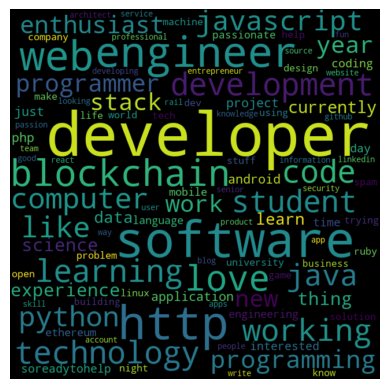 architect service machine
company professional passionate help fun
enthusiast javascript year
webengineer
source
design coding
developing entrepreneur website
programmer development
make looking rail dev knowledge using github
stack project currently
just life world tech linkedin
php passion day
developer
good
team react stuff information
blockchain code
android span
computer work student
mobile senior security
user product app
data language learn time trying
science like software
way
problem blog university game ruby
open business
learning love java
experience linux application new thing
skill building apps engineering solution
python http working
ethereum interested
account people
technology programming
soreadytohelp night write know